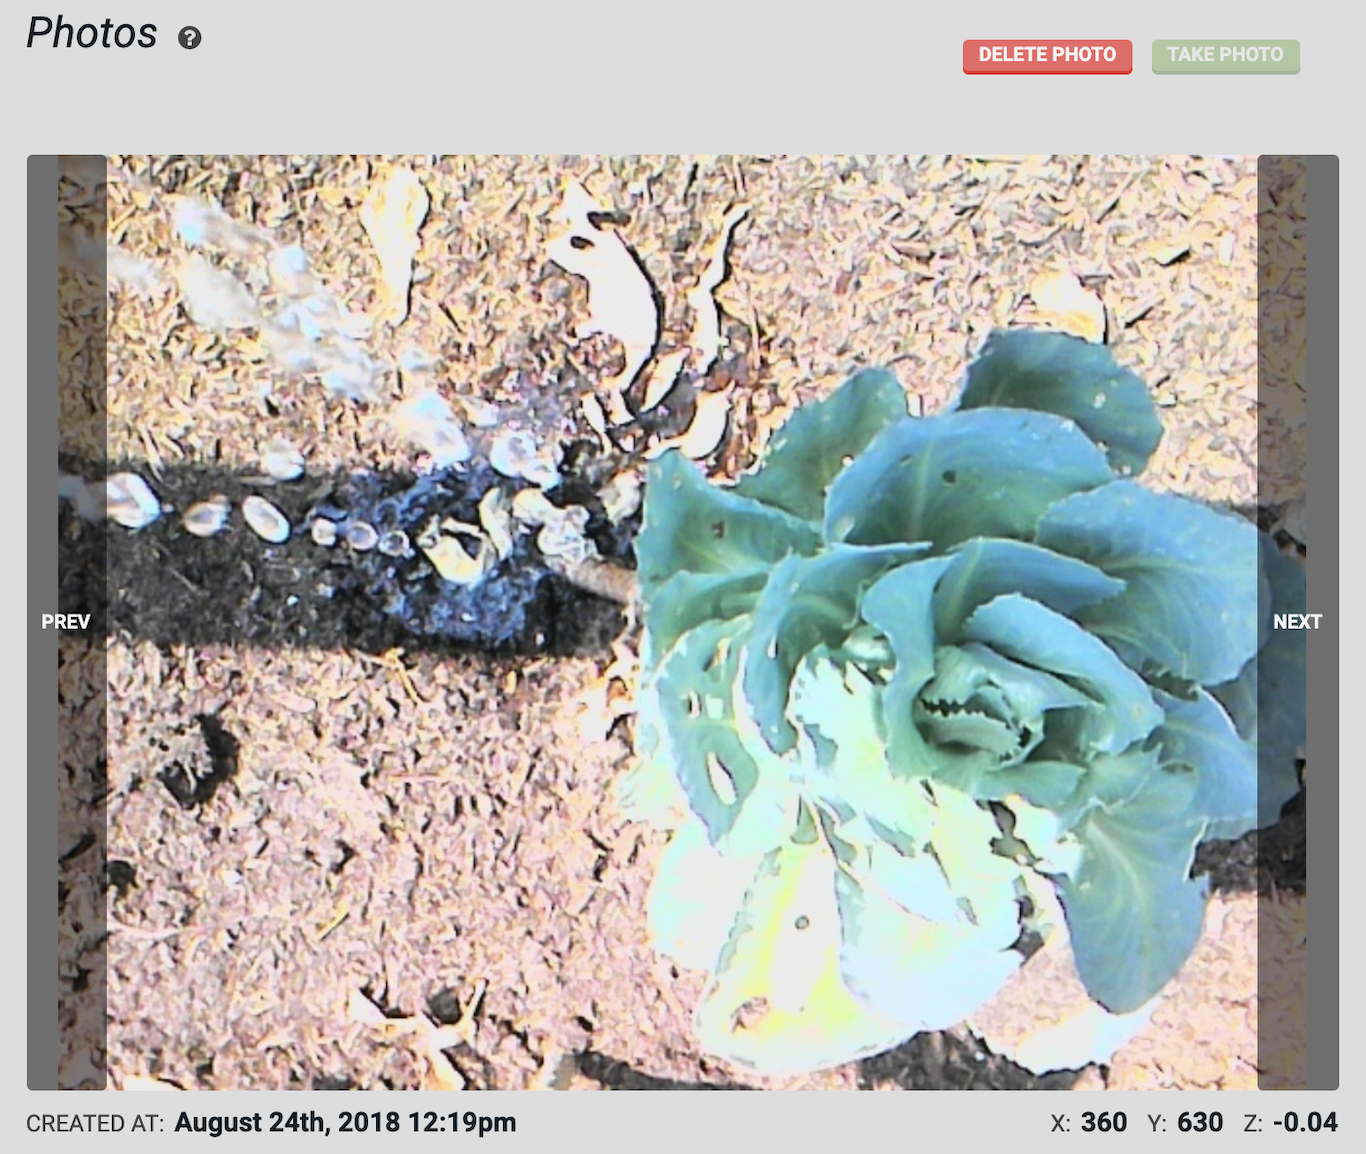 Photos ?
DELETE PHOTO TAKE PHOTO
PREV NEXT
CREATED AT: August 24th, 2018 12:19pm X: 360 Y: 630 Z: -0.04